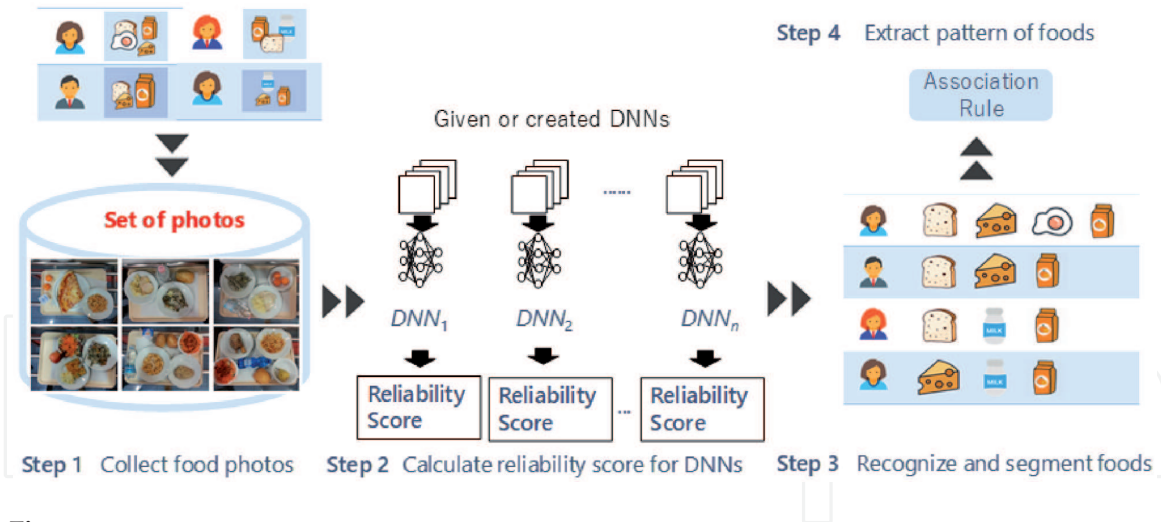 Step 4 Extract pattern of foods
Association
Rule
Given or created DNNs
......
Set of photos
DNN1
DNN2
DNNn
Reliability
Score
Reliability
Score
...
Reliability
Score
MILK
MILK
Step 1 Collect food photos
Step 2 Calculate reliability score for DNNs
Step 3 Recognize and segment foods